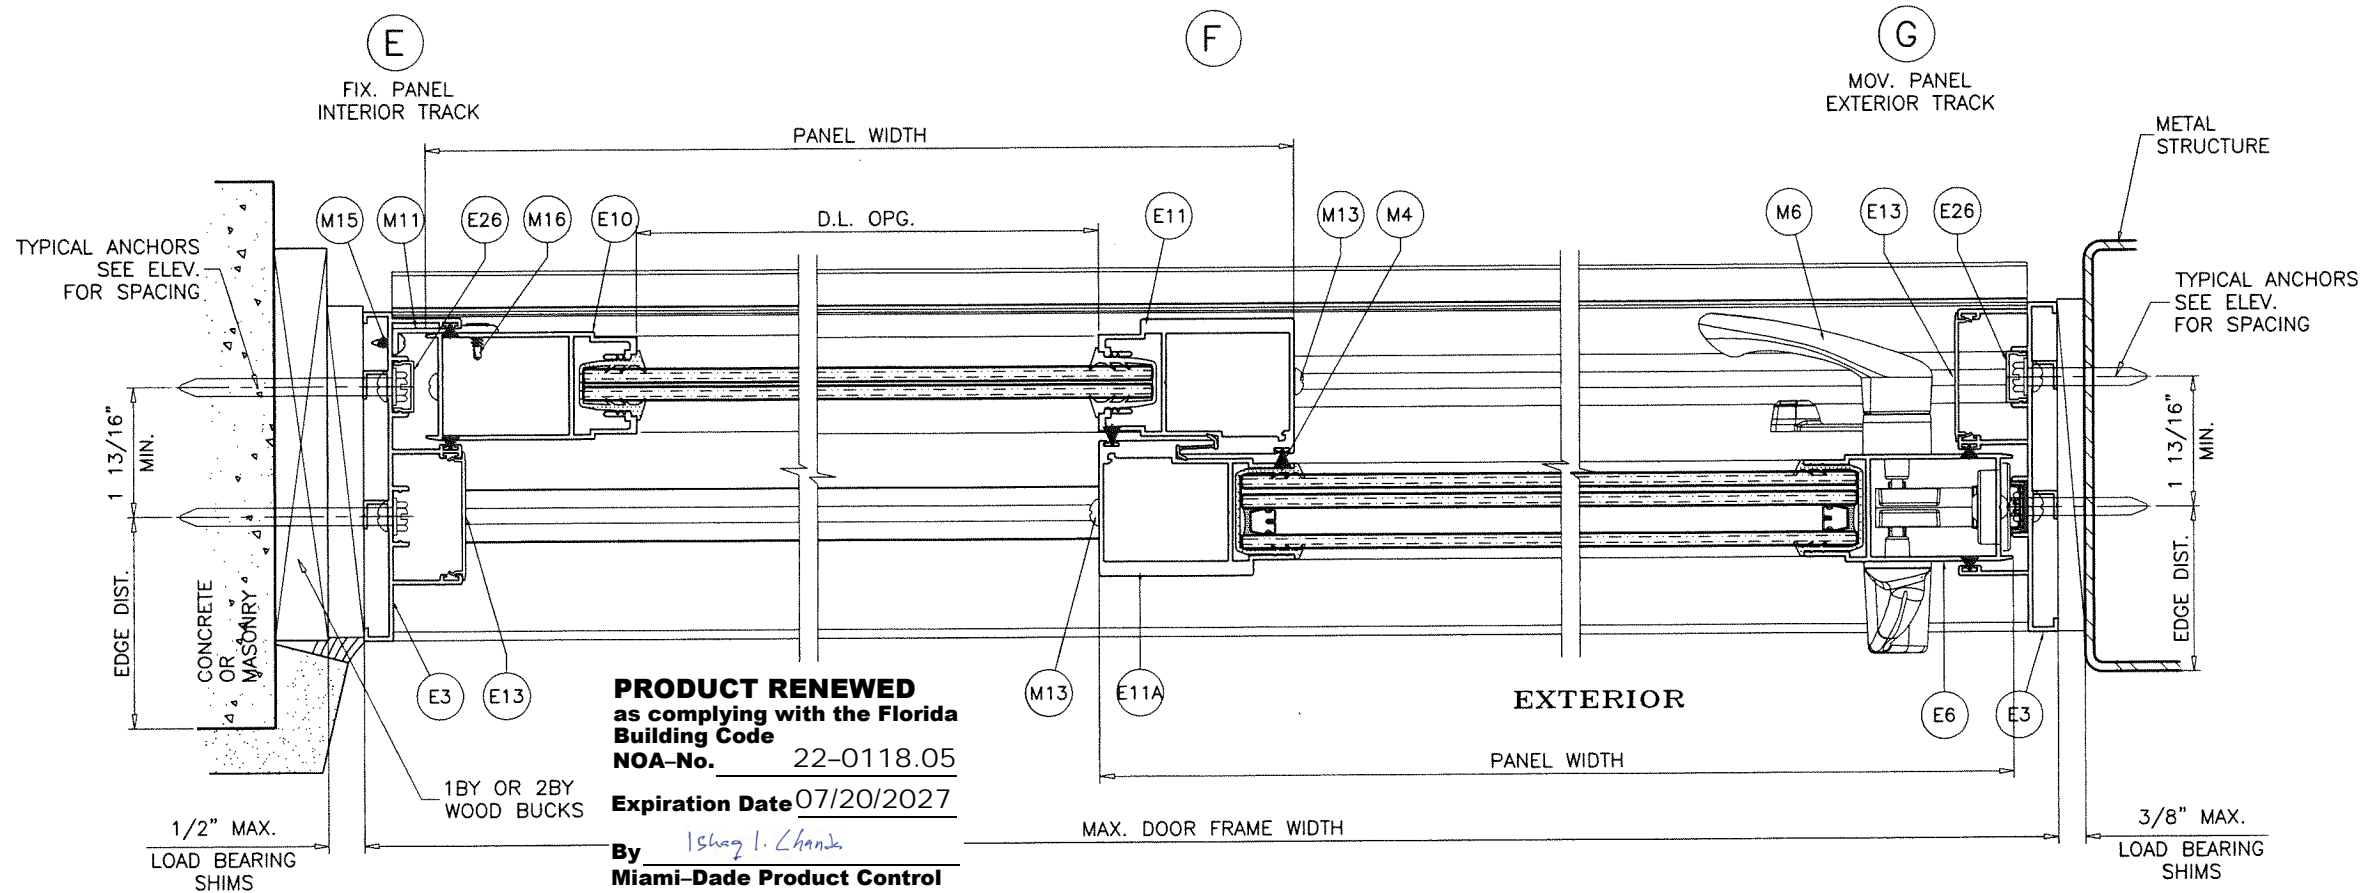 E
F
G
FIX. PANEL
INTERIOR TRACK
MOV. PANEL
EXTERIOR TRACK
PANEL WIDTH
METAL
STRUCTURE
M15
M11
E26
M16
E10
D.L. OPG.
E11
M13
M4
M6
E13
E26
TYPICAL ANCHORS
SEE ELEV.
FOR SPACING
TYPICAL ANCHORS
SEE ELEV.
FOR SPACING
1 13/16"
MIN.
1 13/16"
MIN.
EDGE DIST.
CONCRETE
OR
MASONRY
EDGE DIST.
E3
E13
M13
E11A
EXTERIOR
E6
E3
PRODUCT RENEWED
as complying with the Florida
Building Code
NOA–No. 22–0118.05
Expiration Date 07/20/2027
By Ishaq I. Chanda
Miami–Dade Product Control
1BY OR 2BY
WOOD BUCKS
PANEL WIDTH
1/2" MAX.
LOAD BEARING
SHIMS
MAX. DOOR FRAME WIDTH
3/8" MAX.
LOAD BEARING
SHIMS